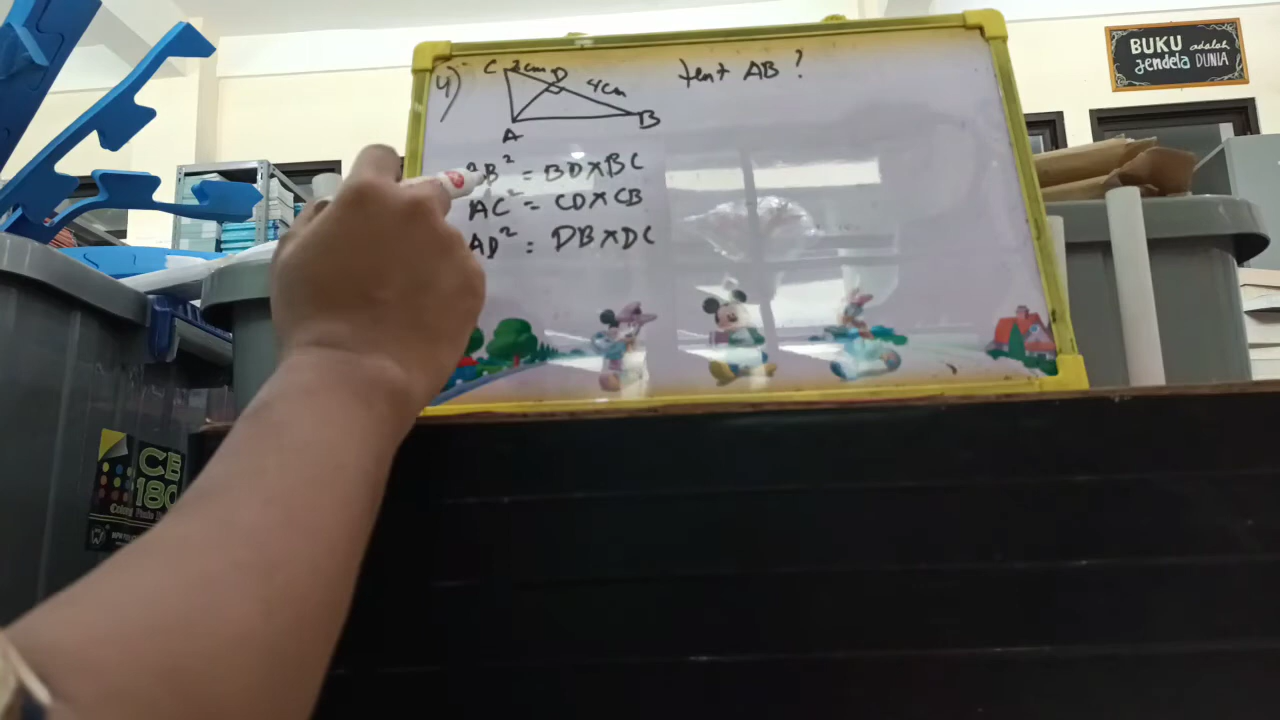 4)
C 2cm D 4cm
A B
tent AB ?
AB² = BD X BC
AC² = CD X CB
AD² = DB X DC
BUKU adalah
Jendela DUNIA
CB
180